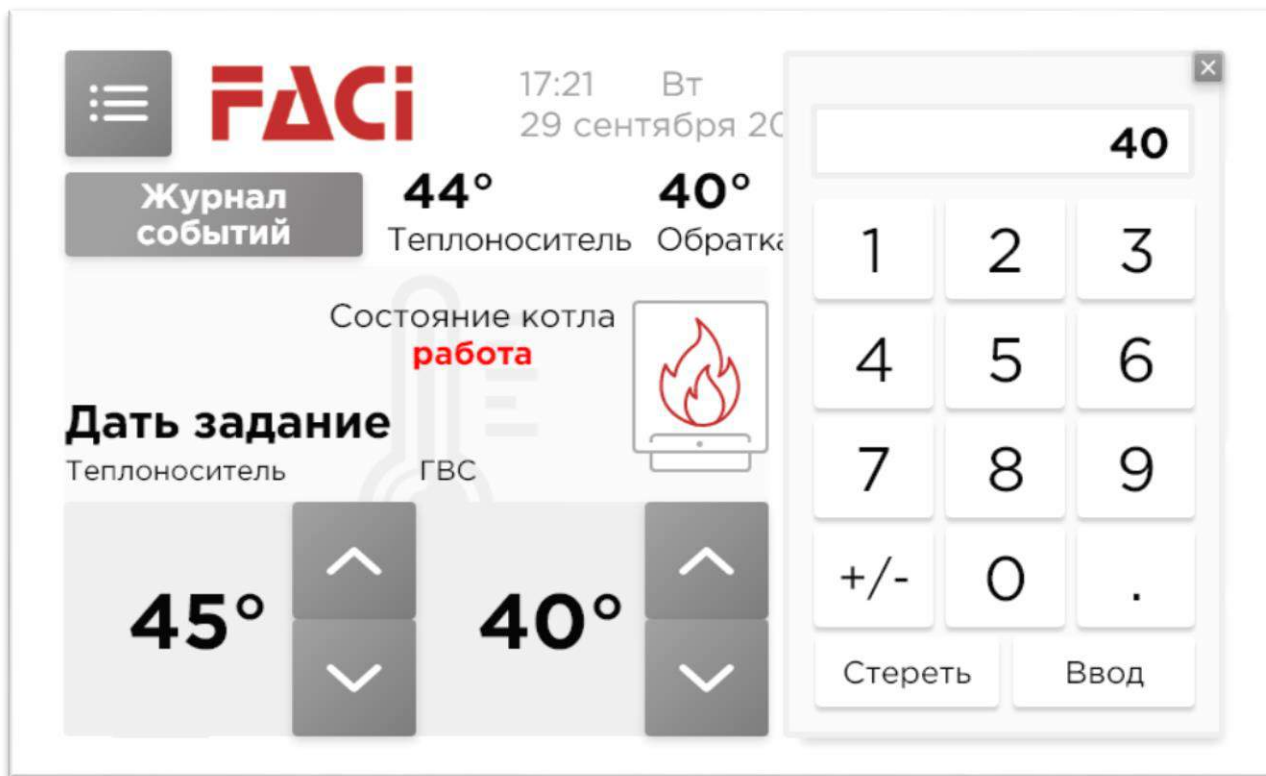 FACI
17:21 Вт
29 сентября 20
×
40
Журнал
событий
44° 40°
Теплоноситель Обратка
Состояние котла
работа
Дать задание
Теплоноситель ГВС
45° 40°
1 2 3
4 5 6
7 8 9
+/- 0 .
Стереть Ввод